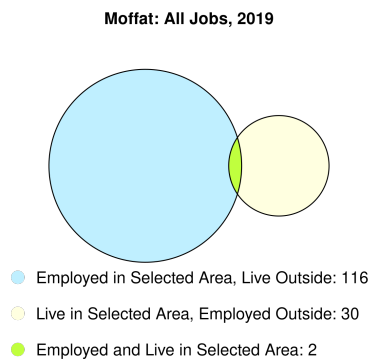 Moffat: All Jobs, 2019
Employed in Selected Area, Live Outside: 116
Live in Selected Area, Employed Outside: 30
Employed and Live in Selected Area: 2